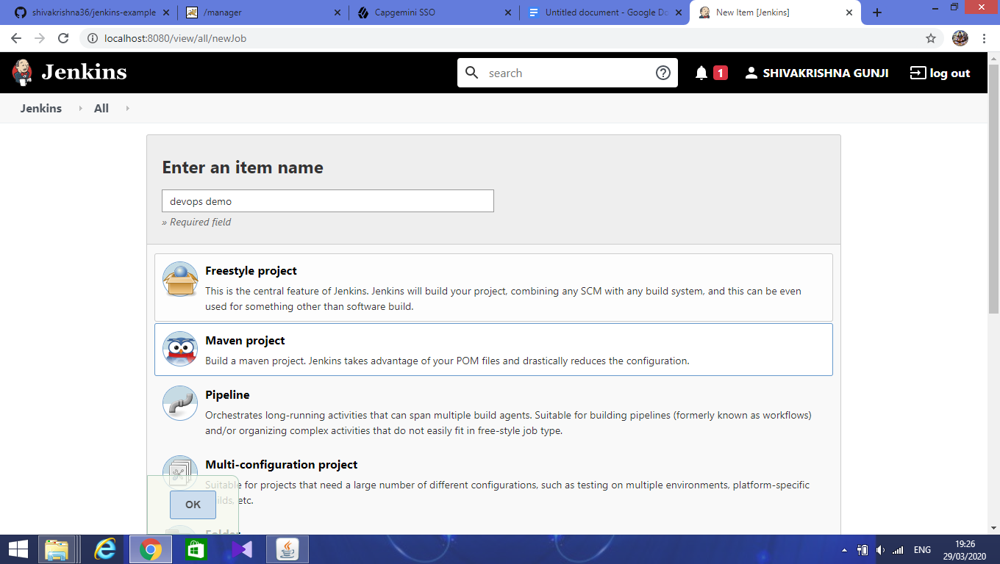 shivakrishna36/jenkins-example
/manager
Capgemini SSO
Untitled document - Google Do
New Item [Jenkins]
localhost:8080/view/all/newJob
Jenkins
search
1
SHIVAKRISHNA GUNJI
log out
Jenkins
All
Enter an item name
devops demo
» Required field
Freestyle project
This is the central feature of Jenkins. Jenkins will build your project, combining any SCM with any build system, and this can be even
used for something other than software build.
Maven project
Build a maven project. Jenkins takes advantage of your POM files and drastically reduces the configuration.
Pipeline
Orchestrates long-running activities that can span multiple build agents. Suitable for building pipelines (formerly known as workflows)
and/or organizing complex activities that do not easily fit in free-style job type.
Multi-configuration project
Suitable for projects that need a large number of different configurations, such as testing on multiple environments, platform-specific
builds, etc.
OK
Folder
ENG
19:26
29/03/2020